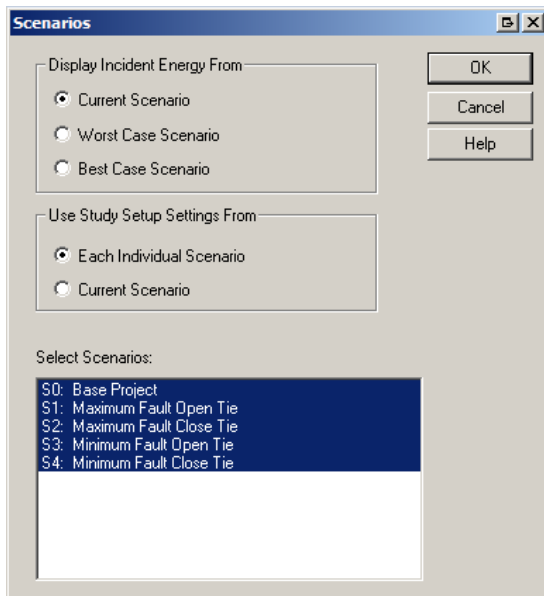 Scenarios
Display Incident Energy From
Current Scenario
Worst Case Scenario
Best Case Scenario
OK
Cancel
Help
Use Study Setup Settings From
Each Individual Scenario
Current Scenario
Select Scenarios:
S0: Base Project
S1: Maximum Fault Open Tie
S2: Maximum Fault Close Tie
S3: Minimum Fault Open Tie
S4: Minimum Fault Close Tie